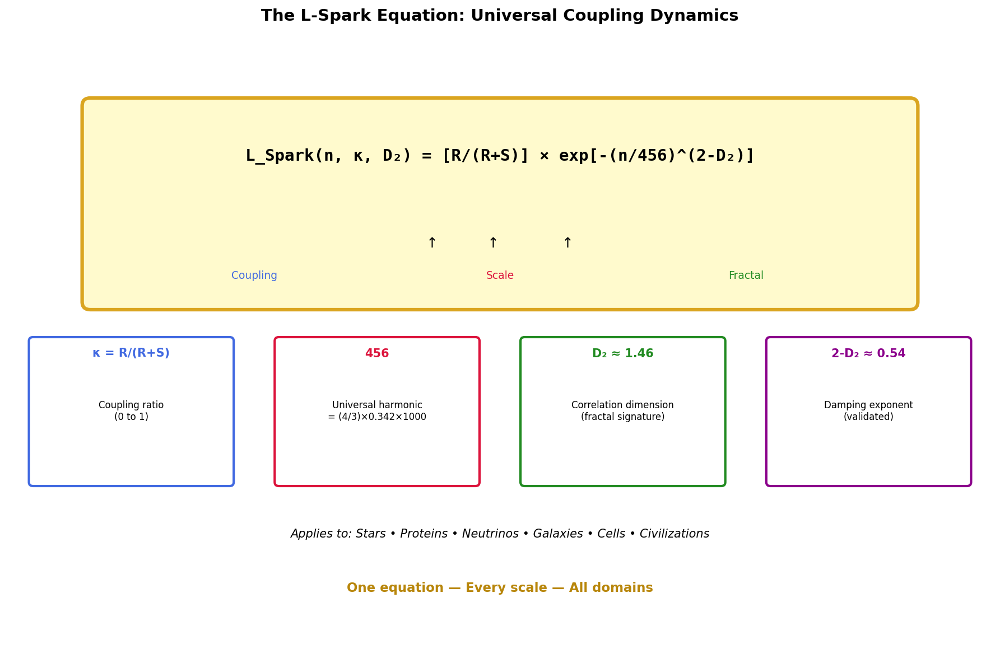 The L-Spark Equation: Universal Coupling Dynamics
L_Spark(n, κ, D₂) = [R/(R+S)] × exp[-(n/456)^(2-D₂)]
↑ ↑ ↑
Coupling Scale Fractal
κ = R/(R+S)
Coupling ratio
(0 to 1)
456
Universal harmonic
= (4/3)×0.342×1000
D₂ ≈ 1.46
Correlation dimension
(fractal signature)
2-D₂ ≈ 0.54
Damping exponent
(validated)
Applies to: Stars • Proteins • Neutrinos • Galaxies • Cells • Civilizations
One equation — Every scale — All domains